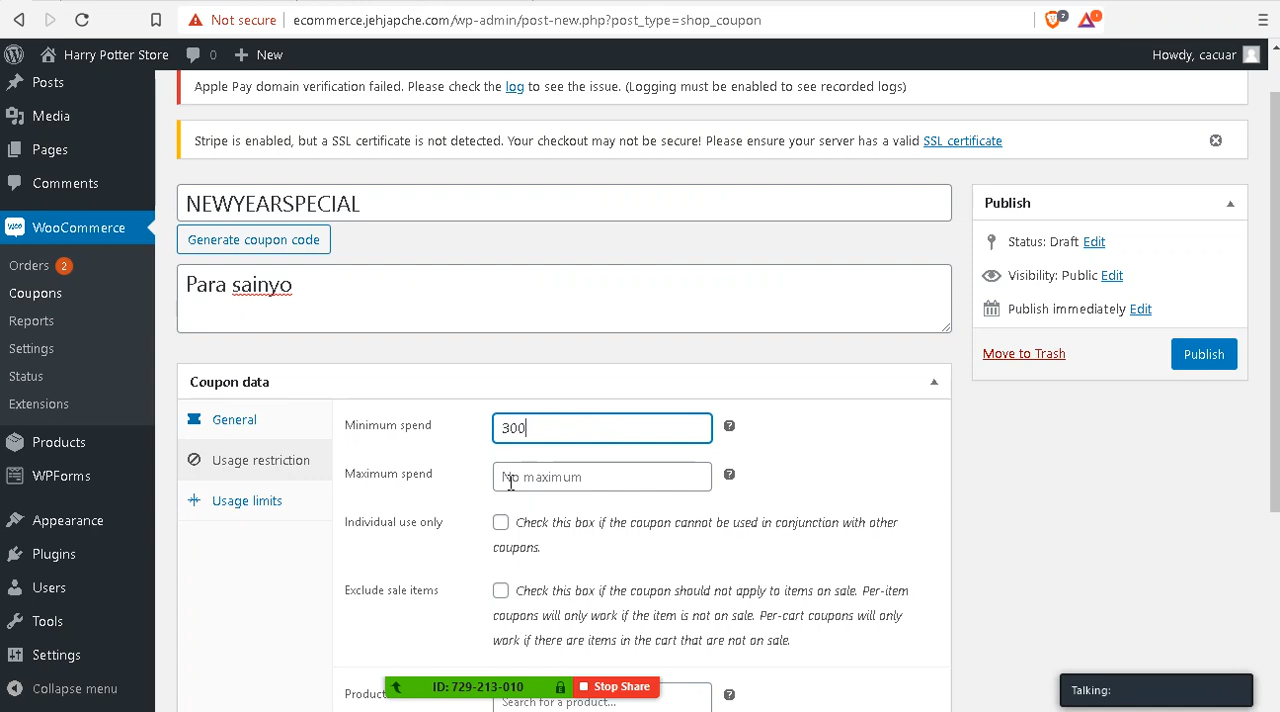 Not secure ecommerce.jehjapche.com/wp-admin/post-new.php?post_type=shop_coupon
Harry Potter Store 0 New Howdy, cacuar
Posts
Media
Pages
Comments
WooCommerce
Orders 2
Coupons
Reports
Settings
Status
Extensions
Products
WPForms
Appearance
Plugins
Users
Tools
Settings
Collapse menu
Apple Pay domain verification failed. Please check the log to see the issue. (Logging must be enabled to see recorded logs)
Stripe is enabled, but a SSL certificate is not detected. Your checkout may not be secure! Please ensure your server has a valid SSL certificate
NEWYEARSPECIAL
Generate coupon code
Para sainyo
Coupon data
General
Usage restriction
Usage limits
Minimum spend 300
Maximum spend No maximum
Individual use only Check this box if the coupon cannot be used in conjunction with other
coupons.
Exclude sale items Check this box if the coupon should not apply to items on sale. Per-item
coupons will only work if the item is not on sale. Per-cart coupons will only
work if there are items in the cart that are not on sale.
Search for a product...
Publish
Status: Draft Edit
Visibility: Public Edit
Publish immediately Edit
Move to Trash Publish
ID: 729-213-010 Stop Share
Talking: